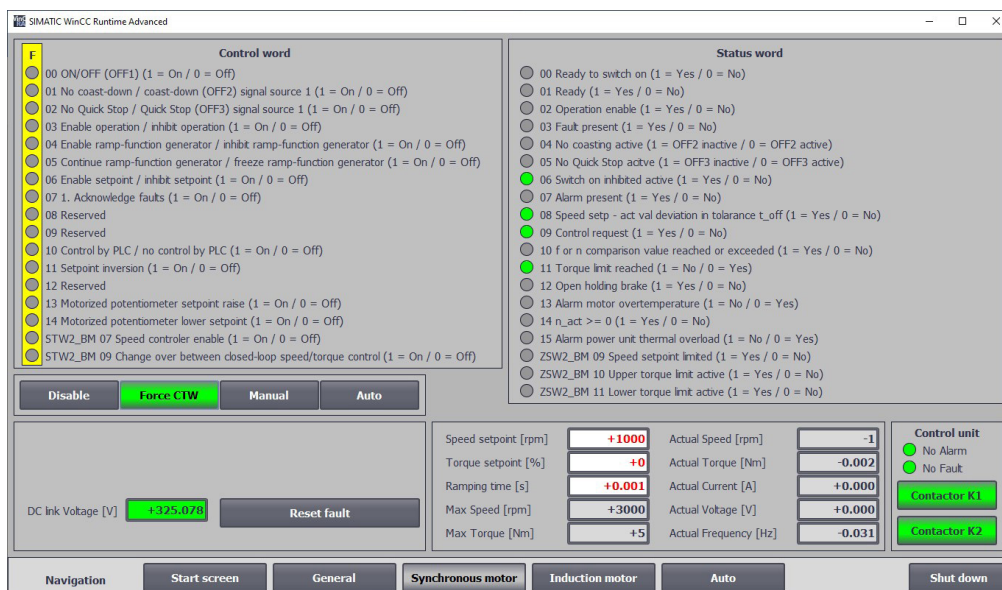 SIMATIC WinCC Runtime Advanced
F
Control word
00 ON/OFF (OFF1) (1 = On / 0 = Off)
01 No coast-down / coast-down (OFF2) signal source 1 (1 = On / 0 = Off)
02 No Quick Stop / Quick Stop (OFF3) signal source 1 (1 = On / 0 = Off)
03 Enable operation / inhibit operation (1 = On / 0 = Off)
04 Enable ramp-function generator / inhibit ramp-function generator (1 = On / 0 = Off)
05 Continue ramp-function generator / freeze ramp-function generator (1 = On / 0 = Off)
06 Enable setpoint / inhibit setpoint (1 = On / 0 = Off)
07 1. Acknowledge faults (1 = On / 0 = Off)
08 Reserved
09 Reserved
10 Control by PLC / no control by PLC (1 = On / 0 = Off)
11 Setpoint inversion (1 = On / 0 = Off)
12 Reserved
13 Motorized potentiometer setpoint raise (1 = On / 0 = Off)
14 Motorized potentiometer lower setpoint (1 = On / 0 = Off)
STW2_BM 07 Speed controler enable (1 = On / 0 = Off)
STW2_BM 09 Change over between closed-loop speed/torque control (1 = On / 0 = Off)
Status word
00 Ready to switch on (1 = Yes / 0 = No)
01 Ready (1 = Yes / 0 = No)
02 Operation enable (1 = Yes / 0 = No)
03 Fault present (1 = Yes / 0 = No)
04 No coasting active (1 = OFF2 inactive / 0 = OFF2 active)
05 No Quick Stop acitve (1 = OFF3 inactive / 0 = OFF3 active)
06 Switch on inhibited active (1 = Yes / 0 = No)
07 Alarm present (1 = Yes / 0 = No)
08 Speed setp - act val deviation in tolarance t_off (1 = Yes / 0 = No)
09 Control request (1 = Yes / 0 = No)
10 f or n comparison value reached or exceeded (1 = Yes / 0 = No)
11 Torque limit reached (1 = No / 0 = Yes)
12 Open holding brake (1 = Yes / 0 = No)
13 Alarm motor overtemperature (1 = No / 0 = Yes)
14 n_act >= 0 (1 = Yes / 0 = No)
15 Alarm power unit thermal overload (1 = No / 0 = Yes)
ZSW2_BM 09 Speed setpoint limited (1 = Yes / 0 = No)
ZSW2_BM 10 Upper torque limit active (1 = Yes / 0 = No)
ZSW2_BM 11 Lower torque limit active (1 = Yes / 0 = No)
Disable Force CTW Manual Auto
DC link Voltage [V] +325.078 Reset fault
Speed setpoint [rpm] +1000 Actual Speed [rpm] -1
Torque setpoint [%] +0 Actual Torque [Nm] -0.002
Ramping time [s] +0.001 Actual Current [A] +0.000
Max Speed [rpm] +3000 Actual Voltage [V] +0.000
Max Torque [Nm] +5 Actual Frequency [Hz] -0.031
Control unit
No Alarm
No Fault
Contactor K1
Contactor K2
Navigation Start screen General Synchronous motor Induction motor Auto Shut down